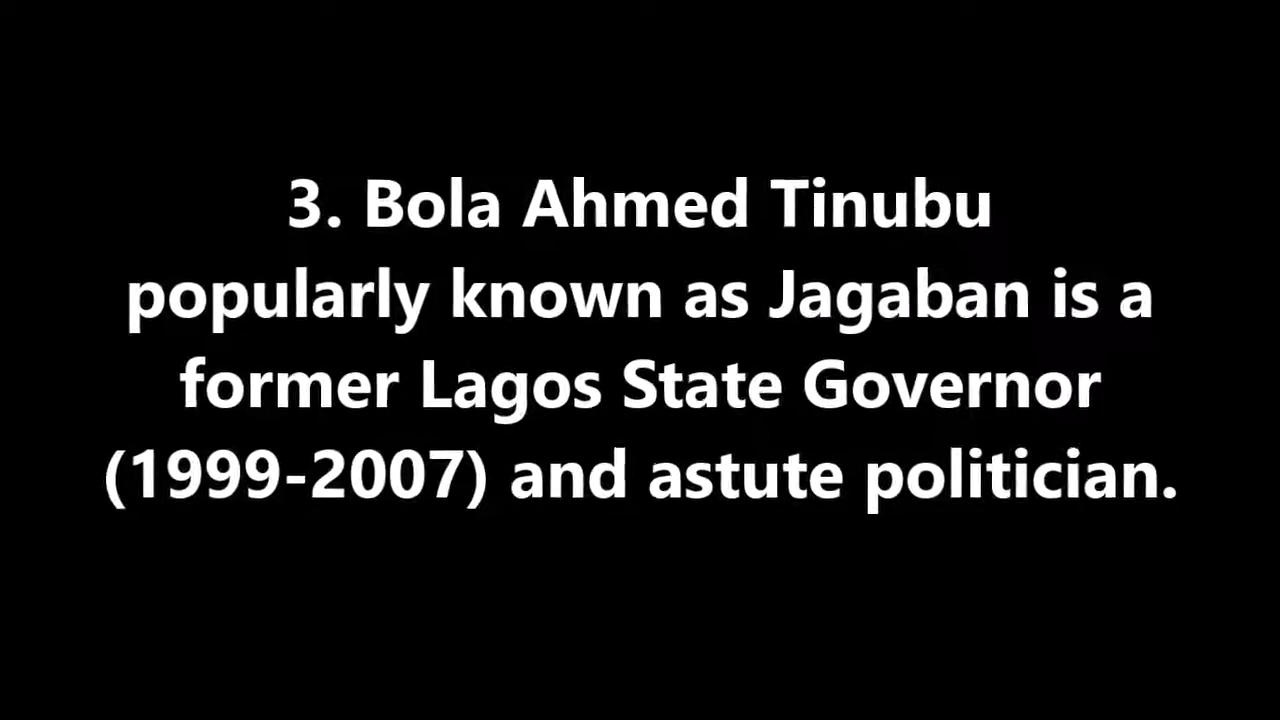 3. Bola Ahmed Tinubu
popularly known as Jagaban is a
former Lagos State Governor
(1999-2007) and astute politician.